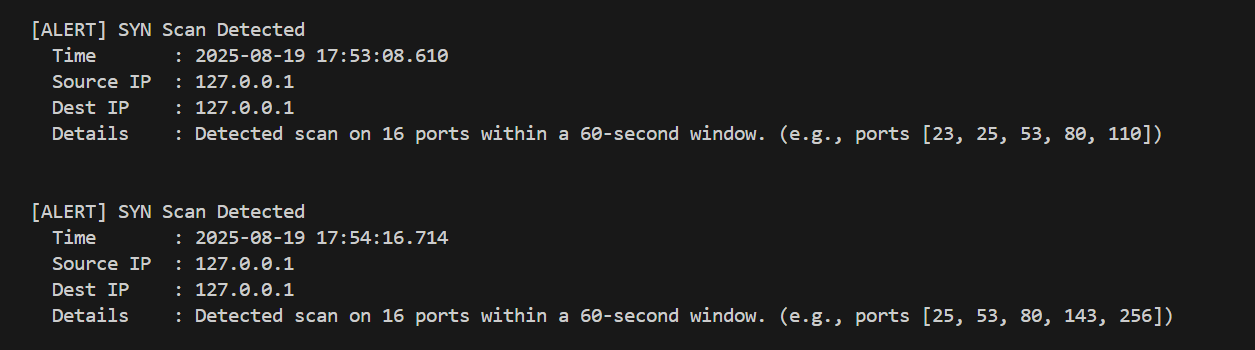 [ALERT] SYN Scan Detected
Time : 2025-08-19 17:53:08.610
Source IP : 127.0.0.1
Dest IP : 127.0.0.1
Details : Detected scan on 16 ports within a 60-second window. (e.g., ports [23, 25, 53, 80, 110])
[ALERT] SYN Scan Detected
Time : 2025-08-19 17:54:16.714
Source IP : 127.0.0.1
Dest IP : 127.0.0.1
Details : Detected scan on 16 ports within a 60-second window. (e.g., ports [25, 53, 80, 143, 256])